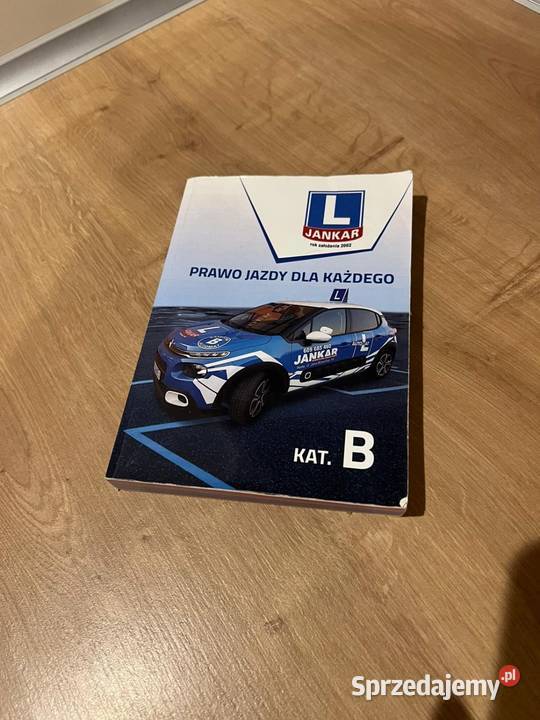 L
JANKAR
rok założenia 2002
PRAWO JAZDY DLA KAŻDEGO
L
L
B
JANKAR
L
KAT. B
Sprzedajemy.pl